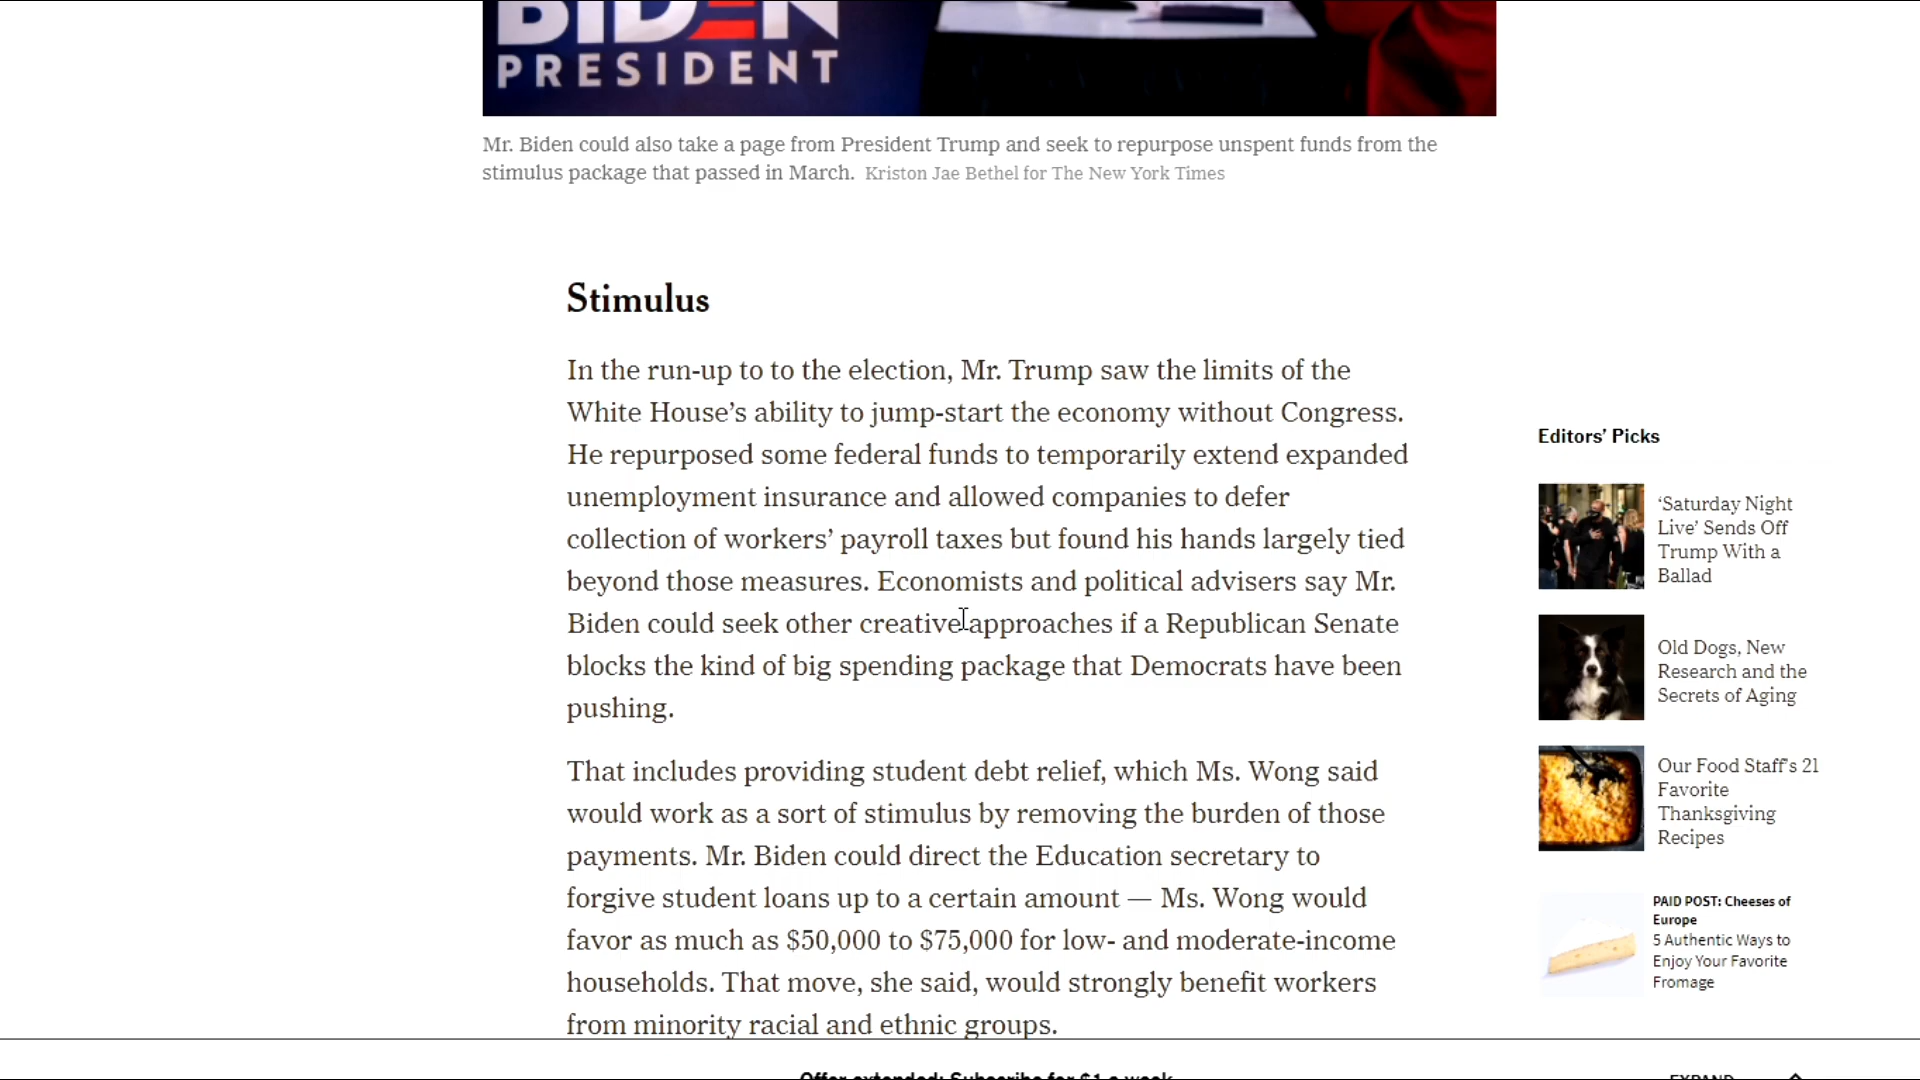 BIDEN
PRESIDENT
Mr. Biden could also take a page from President Trump and seek to repurpose unspent funds from the
stimulus package that passed in March. Kriston Jae Bethel for The New York Times
Stimulus
In the run-up to to the election, Mr. Trump saw the limits of the
White House’s ability to jump-start the economy without Congress.
He repurposed some federal funds to temporarily extend expanded
unemployment insurance and allowed companies to defer
collection of workers’ payroll taxes but found his hands largely tied
beyond those measures. Economists and political advisers say Mr.
Biden could seek other creative approaches if a Republican Senate
blocks the kind of big spending package that Democrats have been
pushing.
That includes providing student debt relief, which Ms. Wong said
would work as a sort of stimulus by removing the burden of those
payments. Mr. Biden could direct the Education secretary to
forgive student loans up to a certain amount — Ms. Wong would
favor as much as $50,000 to $75,000 for low- and moderate-income
households. That move, she said, would strongly benefit workers
from minority racial and ethnic groups.
Editors’ Picks
‘Saturday Night
Live’ Sends Off
Trump With a
Ballad
Old Dogs, New
Research and the
Secrets of Aging
Our Food Staff’s 21
Favorite
Thanksgiving
Recipes
PAID POST: Cheeses of
Europe
5 Authentic Ways to
Enjoy Your Favorite
Fromage
Offer extended: Subscribe for $1 a week
EXPAND